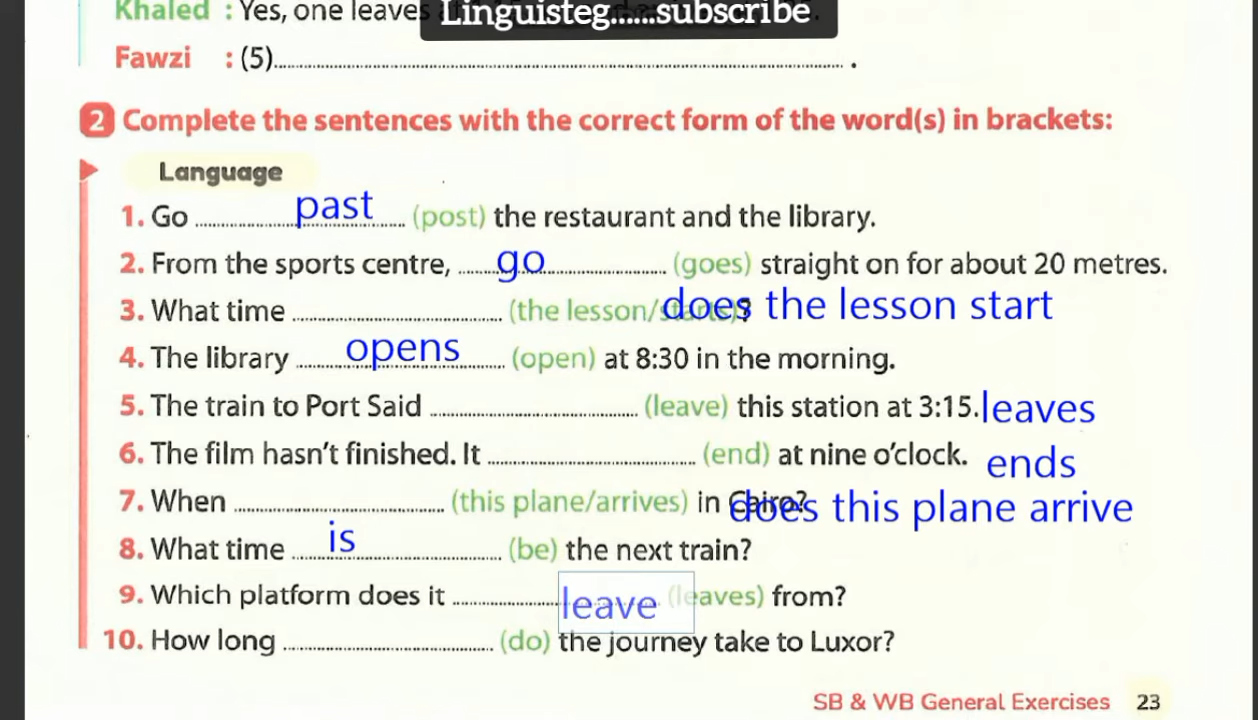 Khaled : Yes, one leaves
Linguisteg......subscribe
Fawzi : (5)
2 Complete the sentences with the correct form of the word(s) in brackets:
Language
1. Go past (post) the restaurant and the library.
2. From the sports centre, go (goes) straight on for about 20 metres.
3. What time (the lesson/starts)? does the lesson start
4. The library opens (open) at 8:30 in the morning.
5. The train to Port Said (leave) this station at 3:15. leaves
6. The film hasn't finished. It (end) at nine o'clock. ends
7. When (this plane/arrives) in Cairo? does this plane arrive
8. What time is (be) the next train?
9. Which platform does it leave (leaves) from?
10. How long (do) the journey take to Luxor?
SB & WB General Exercises 23